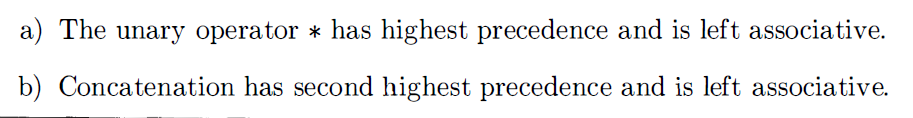 a) The unary operator * has highest precedence and is left associative.
b) Concatenation has second highest precedence and is left associative.